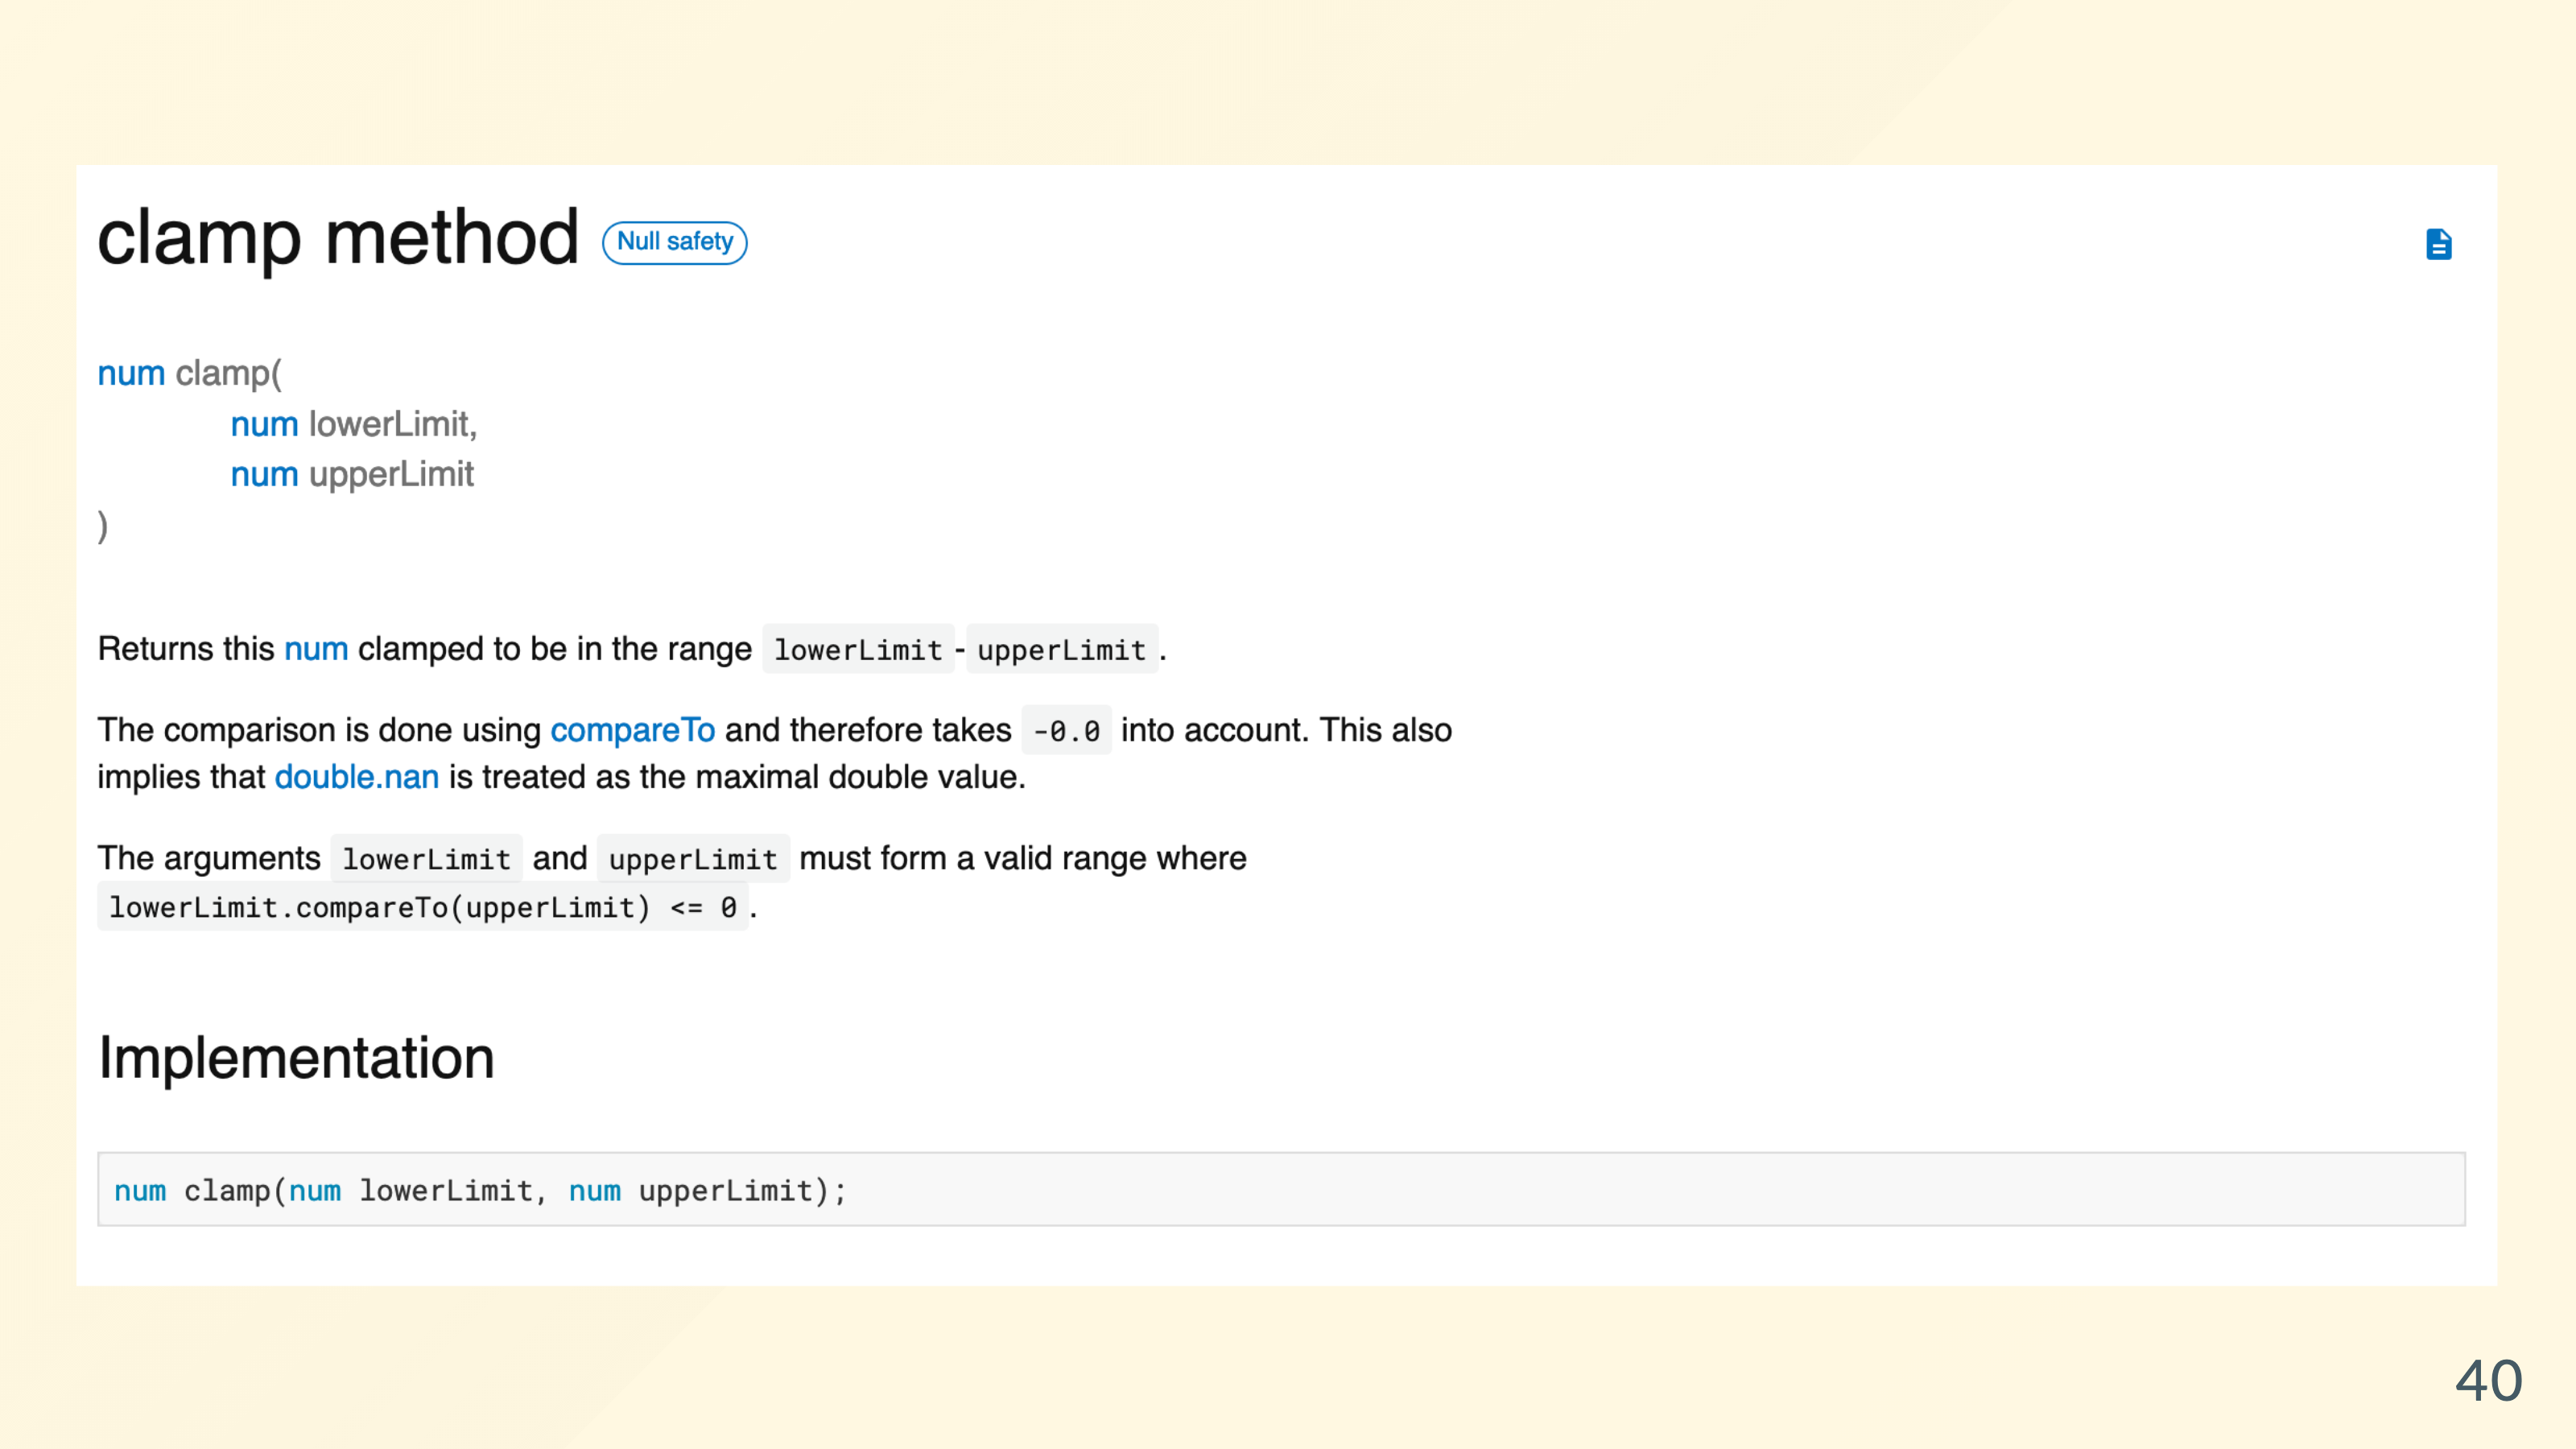 clamp method Null safety
num clamp(
num lowerLimit,
num upperLimit
)
Returns this num clamped to be in the range lowerLimit-upperLimit.
The comparison is done using compareTo and therefore takes -0.0 into account. This also
implies that double.nan is treated as the maximal double value.
The arguments lowerLimit and upperLimit must form a valid range where
lowerLimit.compareTo(upperLimit) <= 0.
Implementation
num clamp(num lowerLimit, num upperLimit);
40